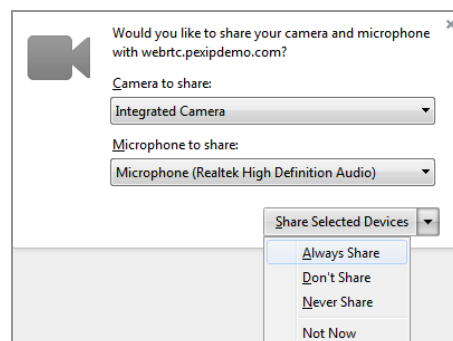 Would you like to share your camera and microphone
with webrtc.pexipdemo.com?
Camera to share:
Integrated Camera
Microphone to share:
Microphone (Realtek High Definition Audio)
Share Selected Devices
Always Share
Don't Share
Never Share
Not Now